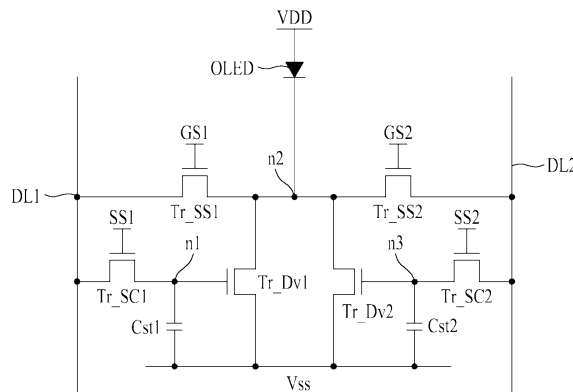 VDD
OLED
GS1
GS2
n2
DL1
DL2
Tr_SS1
Tr_SS2
SS1
SS2
n1
n3
Tr_SC1
Tr_Dv1
Tr_Dv2
Tr_SC2
Cst1
Cst2
Vss